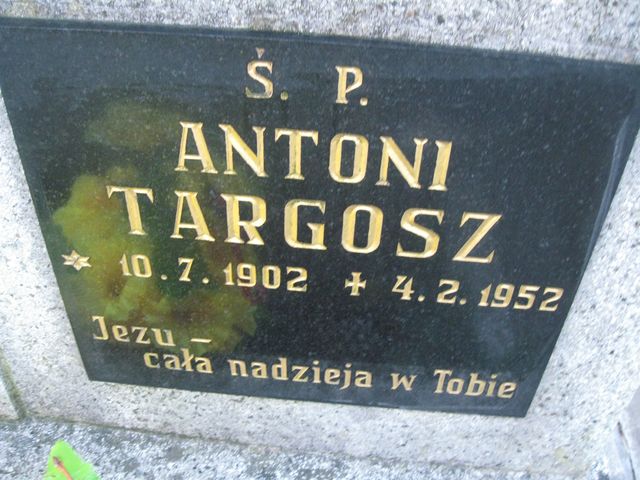 Ś. P.
ANTONI
TARGOSZ
* 10.7.1902 ✝ 4.2.1952
Jezu –
cała nadzieja w Tobie